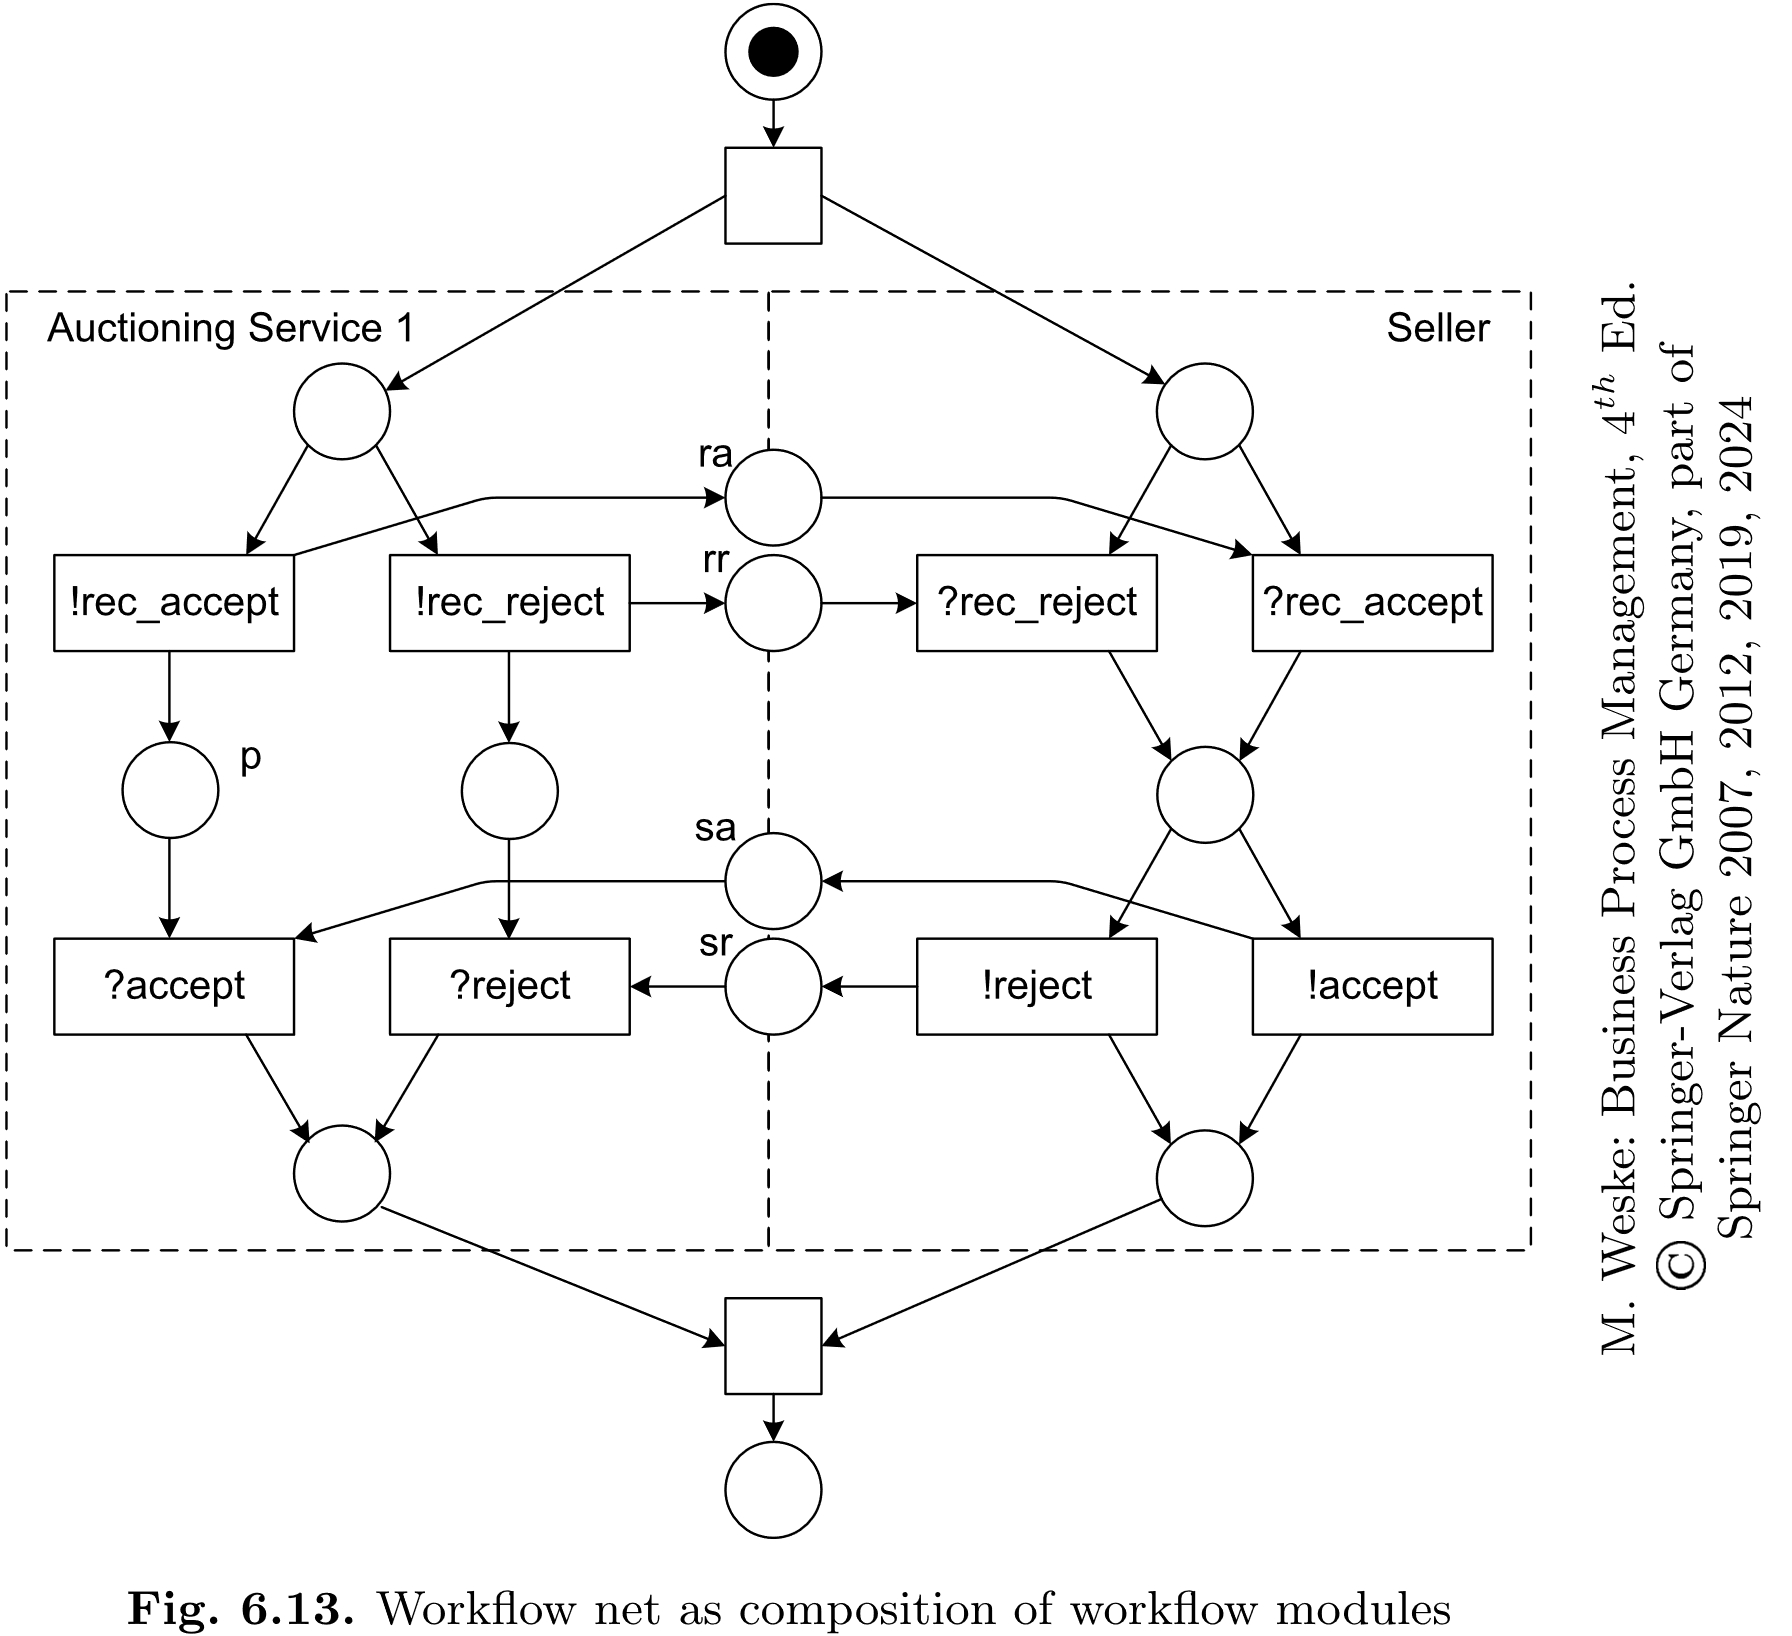 Auctioning Service 1
Seller
ra
rr
!rec_accept
!rec_reject
?rec_reject
?rec_accept
p
sa
sr
?accept
?reject
!reject
!accept
M. Weske: Business Process Management, 4th Ed.
© Springer-Verlag GmbH Germany, part of
Springer Nature 2007, 2012, 2019, 2024
Fig. 6.13. Workflow net as composition of workflow modules